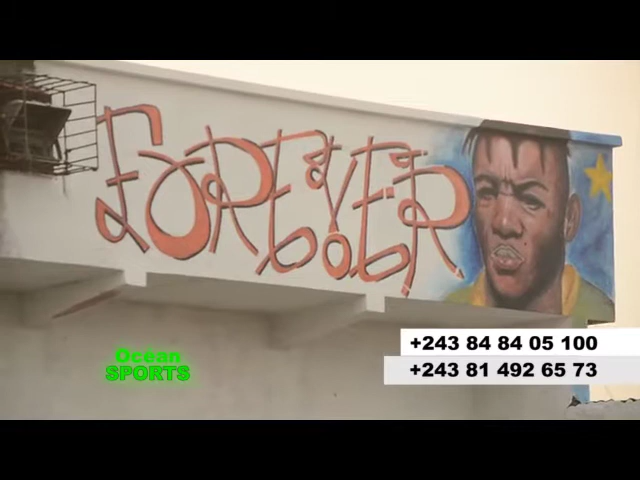 FOREVER
+243 84 84 05 100
+243 81 492 65 73
Océan
SPORTS